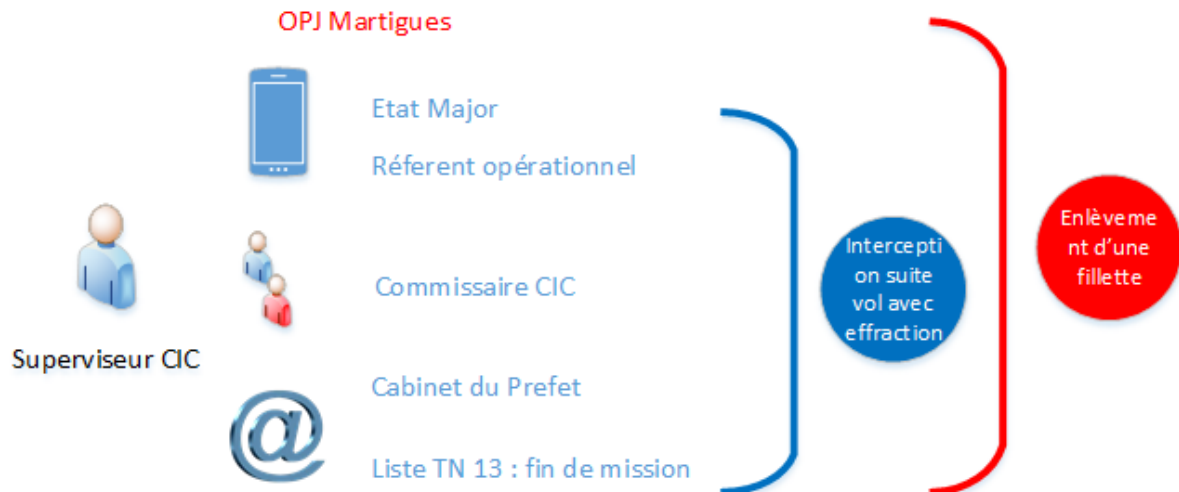 OPJ Martigues
Etat Major
Réferent opérationnel
Superviseur CIC
Commissaire CIC
Cabinet du Prefet
Liste TN 13 : fin de mission
Intercepti
on suite
vol avec
effraction
Enlèveme
nt d’une
fillette